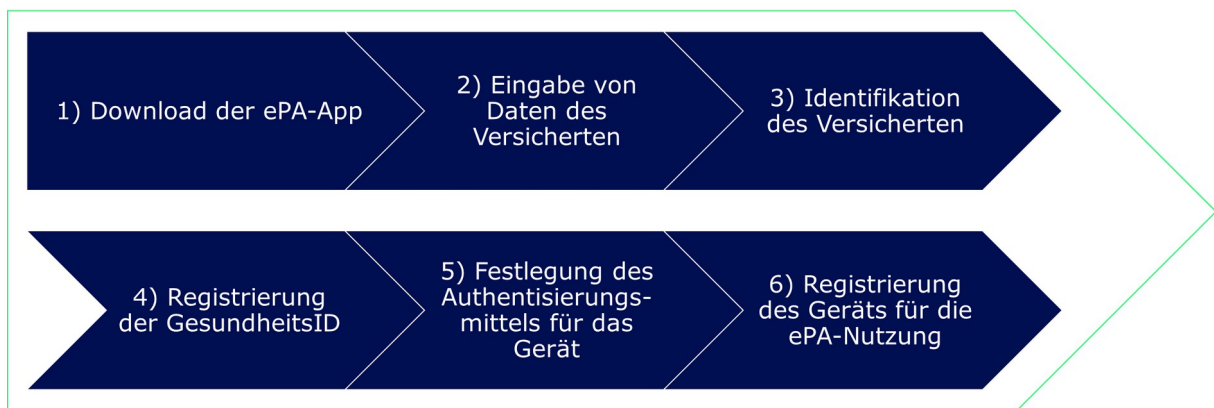 1) Download der ePA-App
2) Eingabe von
Daten des
Versicherten
3) Identifikation
des Versicherten
4) Registrierung
der GesundheitsID
5) Festlegung des
Authentisierungs-
mittels für das
Gerät
6) Registrierung
des Geräts für die
ePA-Nutzung